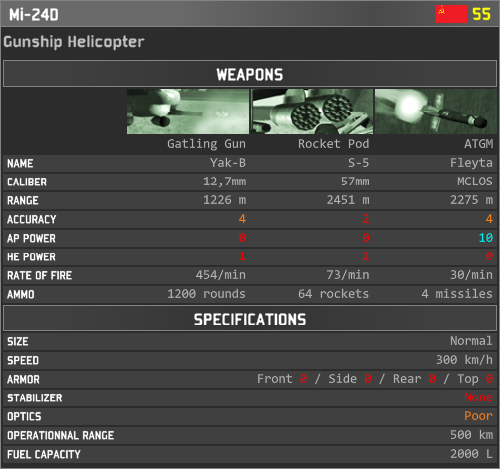 Mi-24D 55
Gunship Helicopter
WEAPONS
Gatling Gun Rocket Pod ATGM
NAME Yak-B S-5 Fleyta
CALIBER 12,7mm 57mm MCLOS
RANGE 1226 m 2451 m 2275 m
ACCURACY 4 2 4
AP POWER 0 0 10
HE POWER 1 2 0
RATE OF FIRE 454/min 73/min 30/min
AMMO 1200 rounds 64 rockets 4 missiles
SPECIFICATIONS
SIZE Normal
SPEED 300 km/h
ARMOR Front 0 / Side 0 / Rear 0 / Top 0
STABILIZER None
OPTICS Poor
OPERATIONNAL RANGE 500 km
FUEL CAPACITY 2000 L